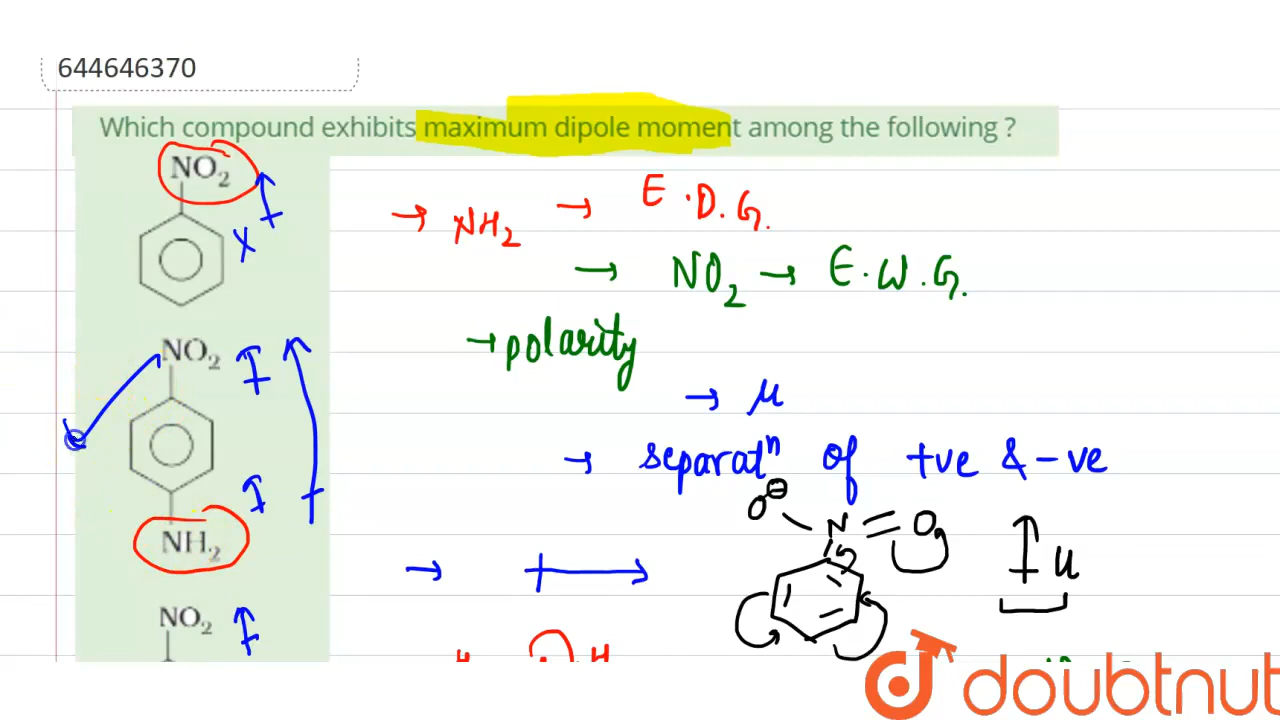 644646370
Which compound exhibits maximum dipole moment among the following ?
NO2
x
→ NH2 → E.D.G.
→ NO2 → E.W.G.
→ polarity
NO2
→ μ
→ separatn of +ve & -ve
O⊖ N = O
NH2
→
μ
NO2
H H
doubtnut